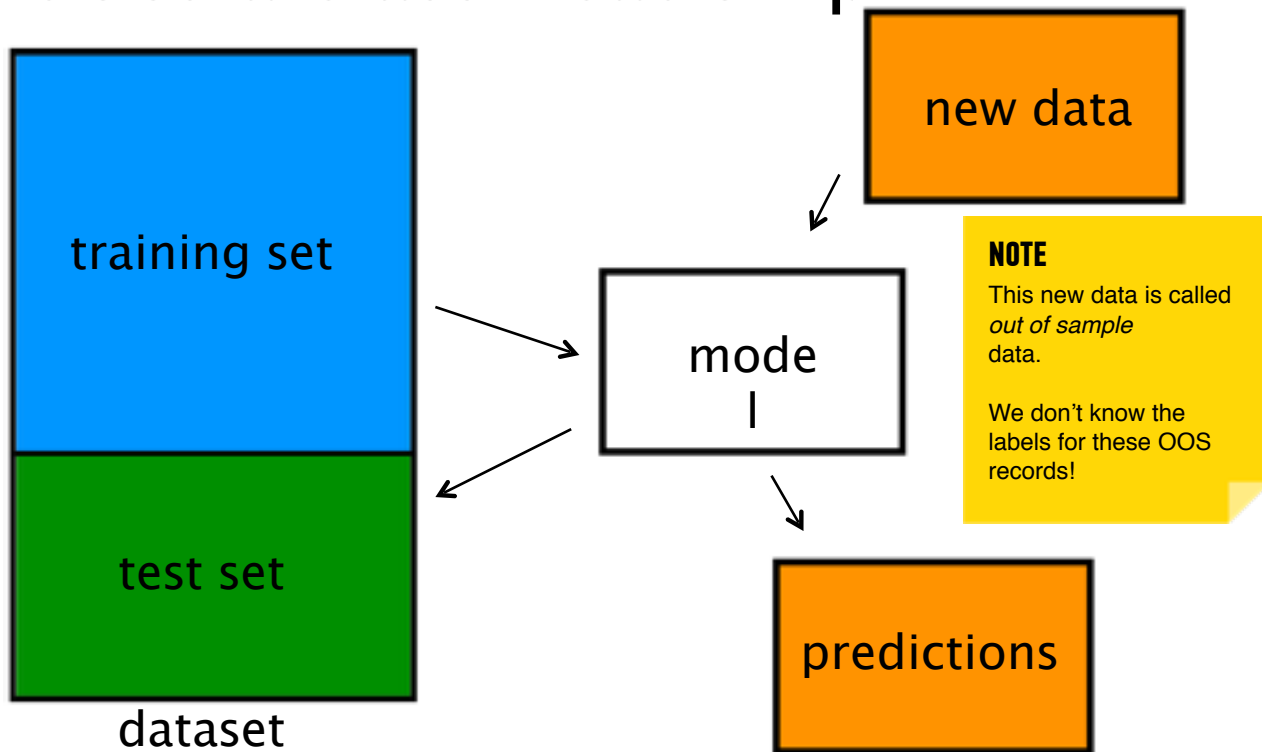 new data
training set
NOTE
This new data is called
out of sample
data.
We don’t know the
labels for these OOS
records!
mode
l
test set
predictions
dataset